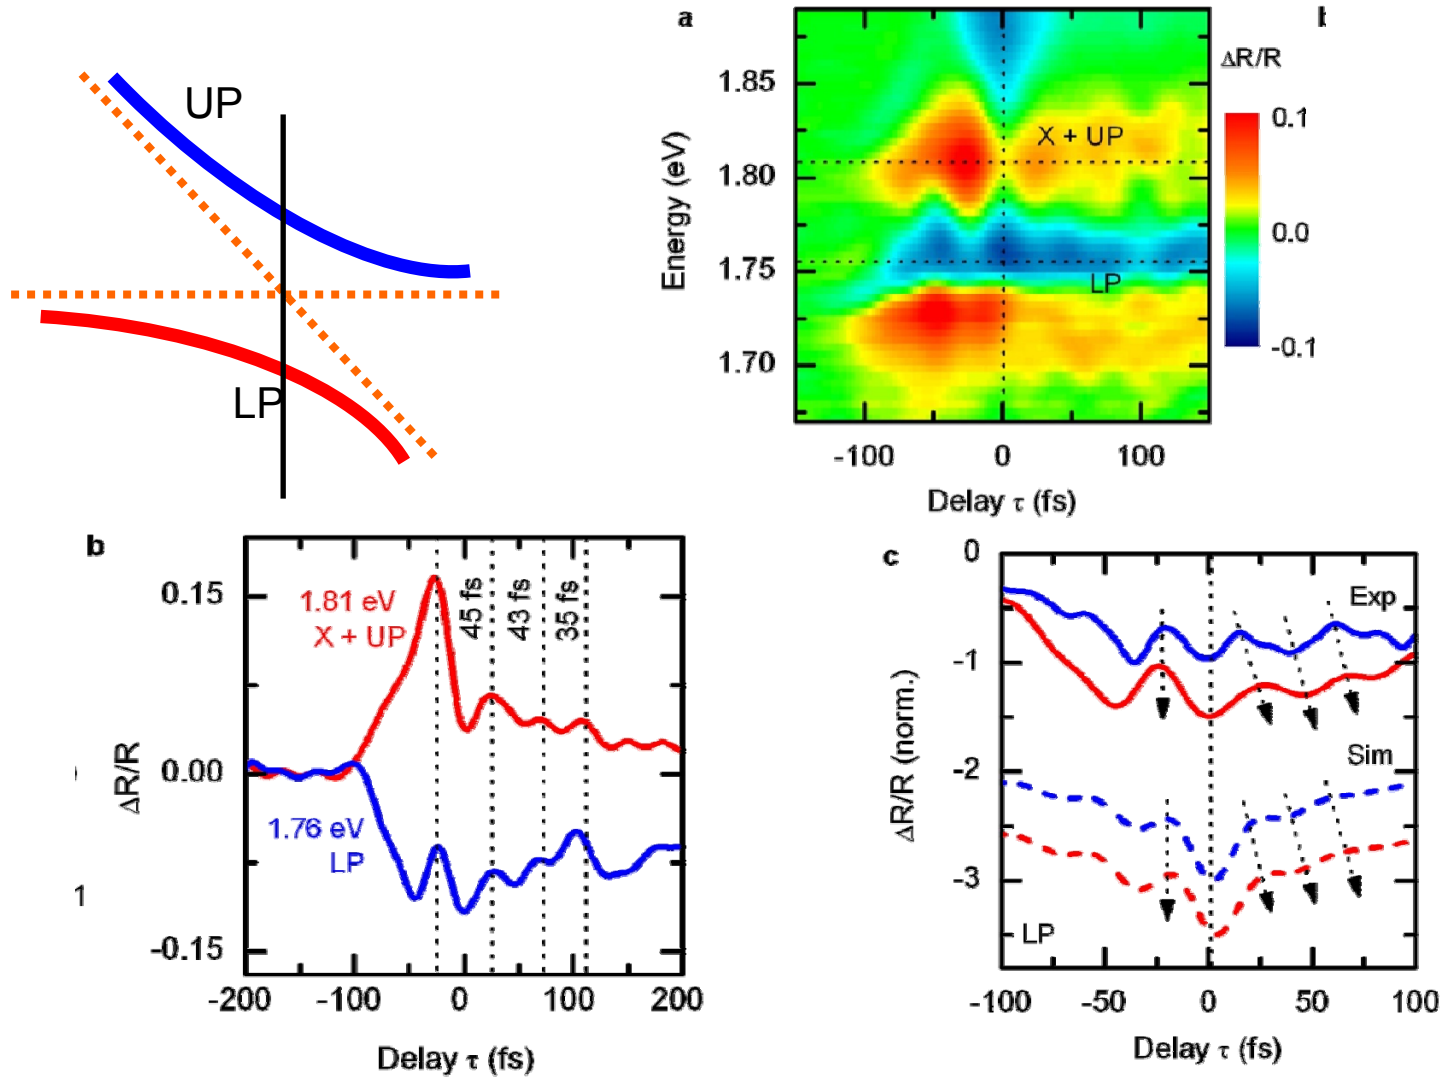 UP
LP
a
b
ΔR/R
1.85
1.80
1.75
1.70
Energy (eV)
X + UP
LP
0.1
0.0
-0.1
-100
0
100
Delay τ (fs)
b
0.15
0.00
-0.15
ΔR/R
1.81 eV
X + UP
45 fs
43 fs
35 fs
1.76 eV
LP
-200
-100
0
100
200
Delay τ (fs)
c
0
-1
-2
-3
ΔR/R (norm.)
Exp
Sim
LP
-100
-50
0
50
100
Delay τ (fs)